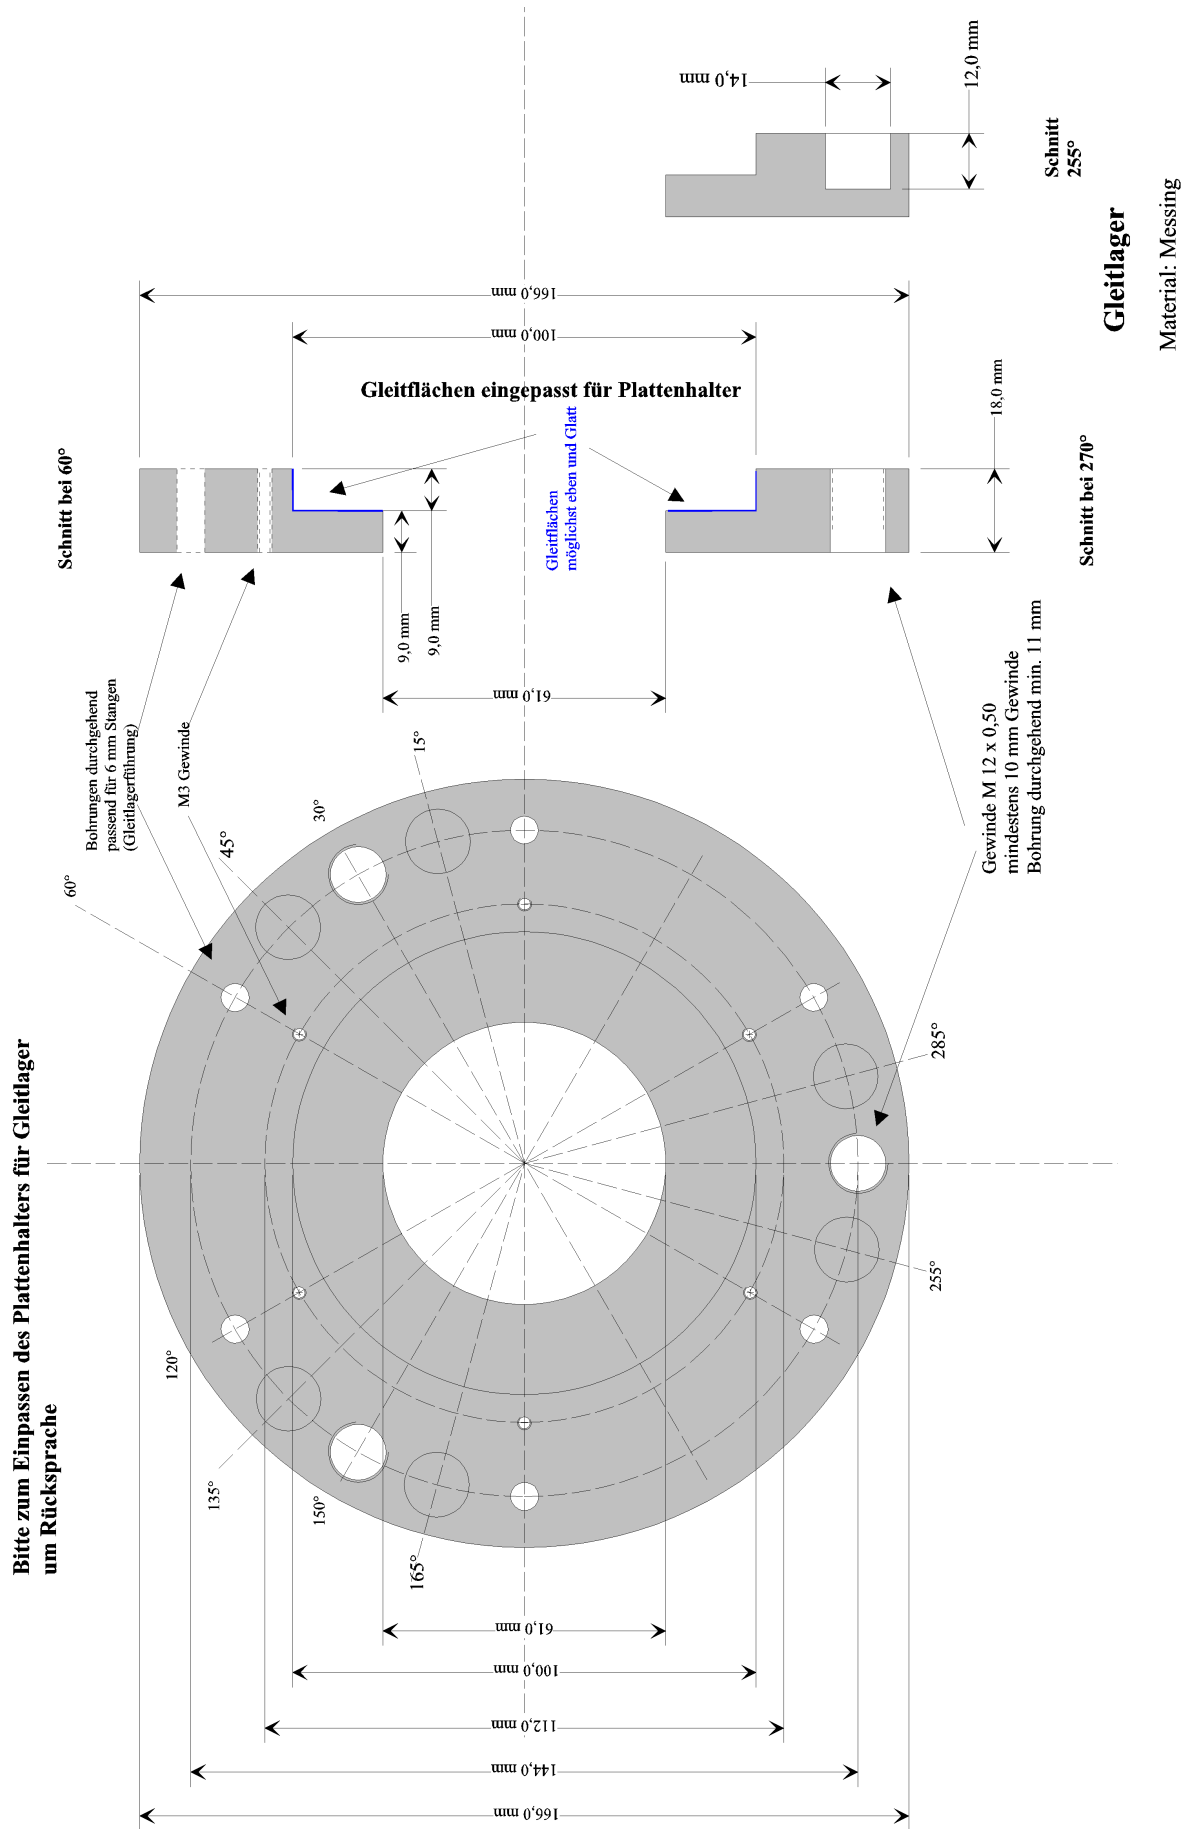 Bitte zum Einpassen des Plattenhalters für Gleitlager
um Rücksprache
Bohrungen durchgehend
passend für 6 mm Stangen
(Gleitlagerführung)
M3 Gewinde
60°
45°
30°
15°
120°
135°
150°
165°
285°
255°
Gewinde M 12 x 0,50
mindestens 10 mm Gewinde
Bohrung durchgehend min. 11 mm
61,0 mm
100,0 mm
112,0 mm
144,0 mm
166,0 mm
Schnitt bei 60°
Gleitflächen eingepasst für Plattenhalter
Gleitflächen
möglichst eben und Glatt
9,0 mm
9,0 mm
61,0 mm
100,0 mm
166,0 mm
18,0 mm
Schnitt bei 270°
14,0 mm
12,0 mm
Schnitt
255°
Gleitlager
Material: Messing